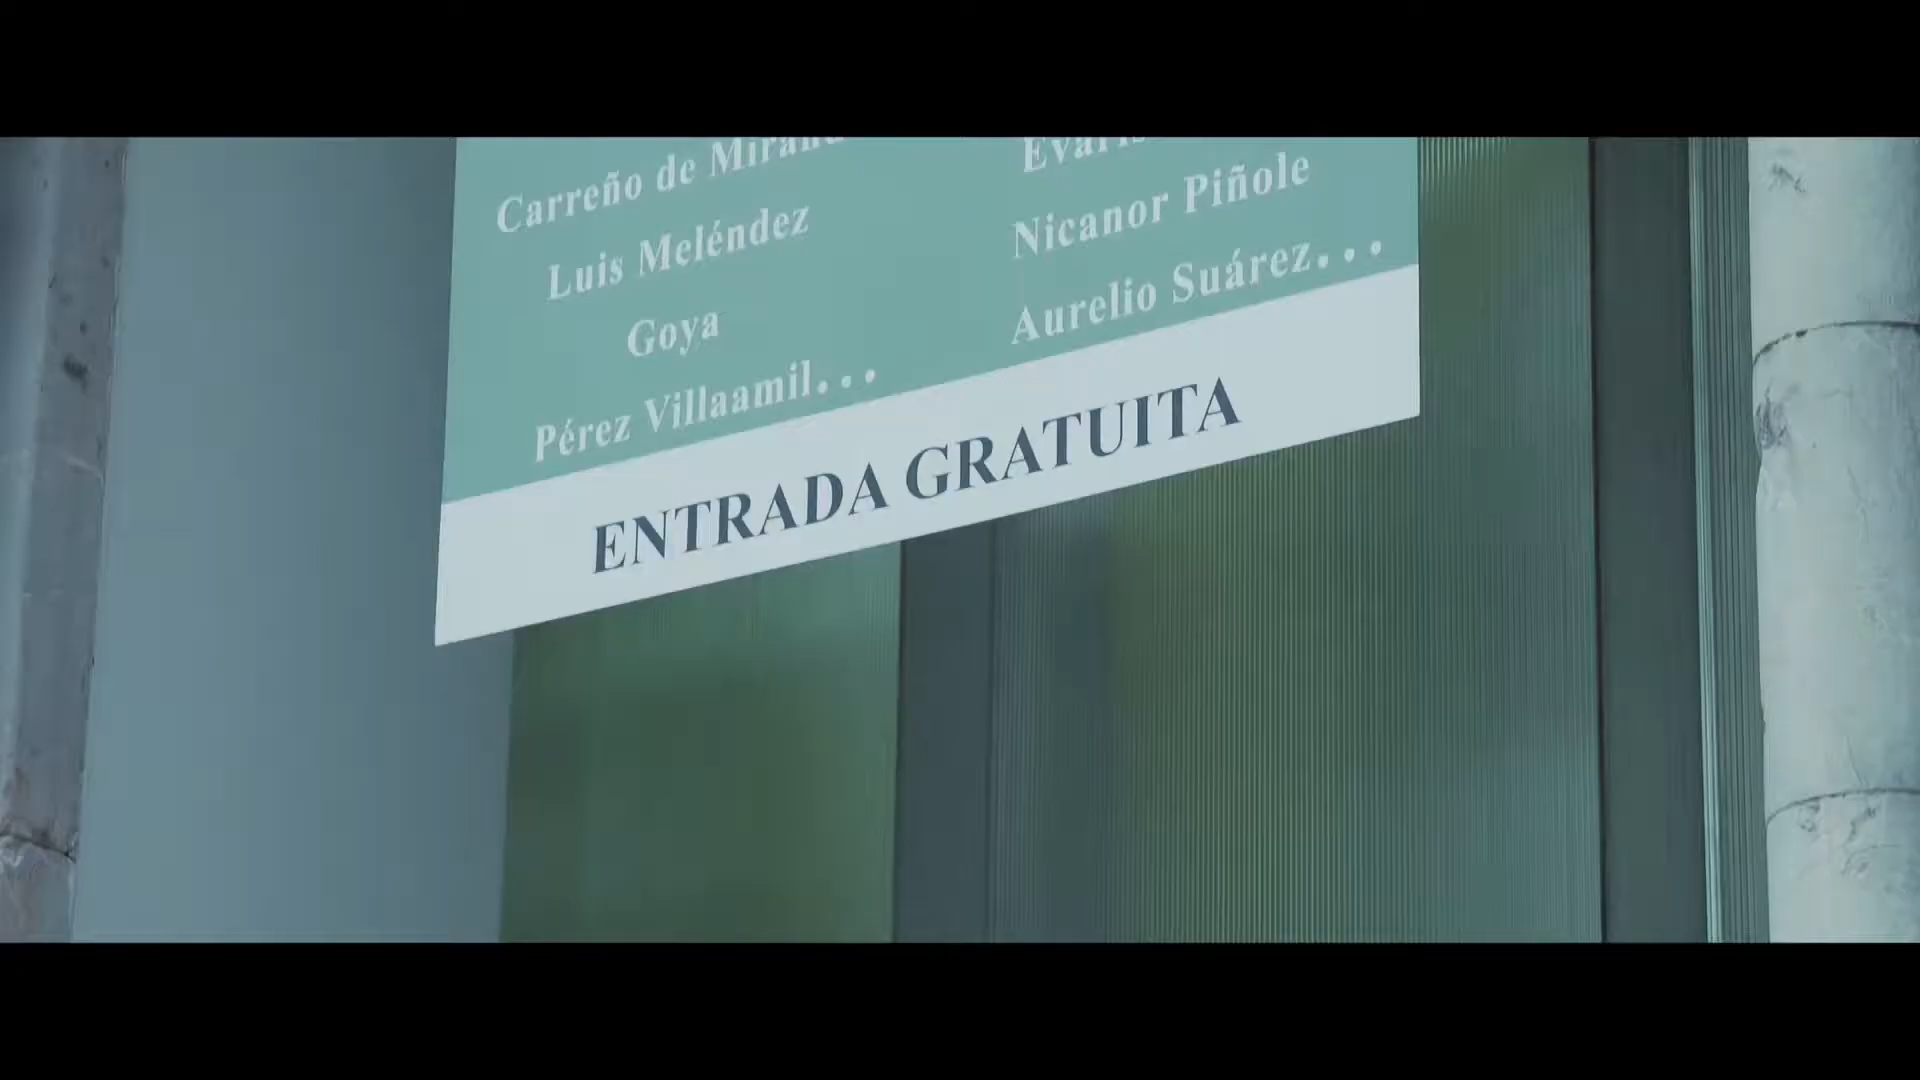 Carreño de
Luis Meléndez
Goya
Pérez Villaamil...
Nicanor Piñole
Aurelio Suárez...
ENTRADA GRATUITA